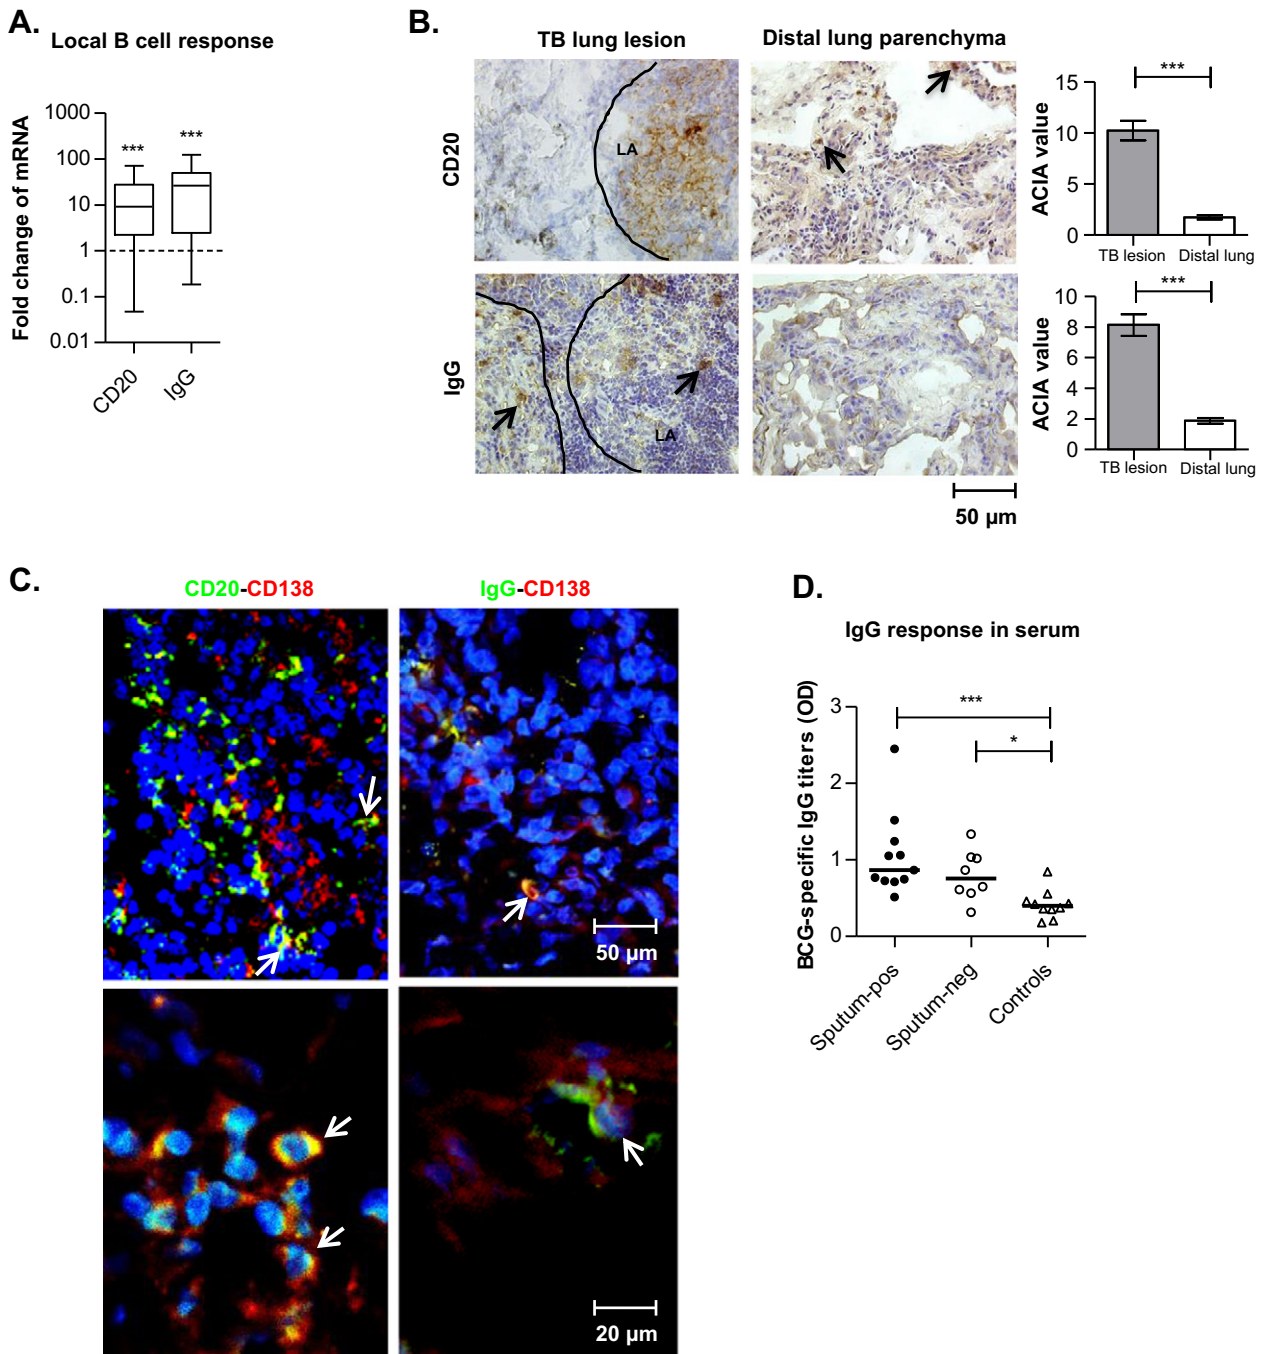 A.
Local B cell response
Fold change of mRNA
1000
100
10
1
0.1
0.01
***
***
CD20
IgG
B.
TB lung lesion
Distal lung parenchyma
CD20
LA
IgG
LA
50 µm
ACIA value
15
10
5
0
***
TB lesion
Distal lung
ACIA value
10
8
6
4
2
0
***
TB lesion
Distal lung
C.
CD20-CD138
IgG-CD138
50 µm
20 µm
D.
IgG response in serum
BCG-specific IgG titers (OD)
3
2
1
0
***
*
Sputum-pos
Sputum-neg
Controls